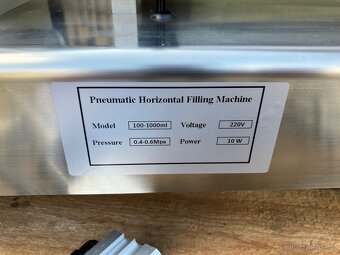 Pneumatic Horizontal Filling Machine
Model 100-1000ml Voltage 220V
Pressure 0.4-0.6Mpa Power 10 W